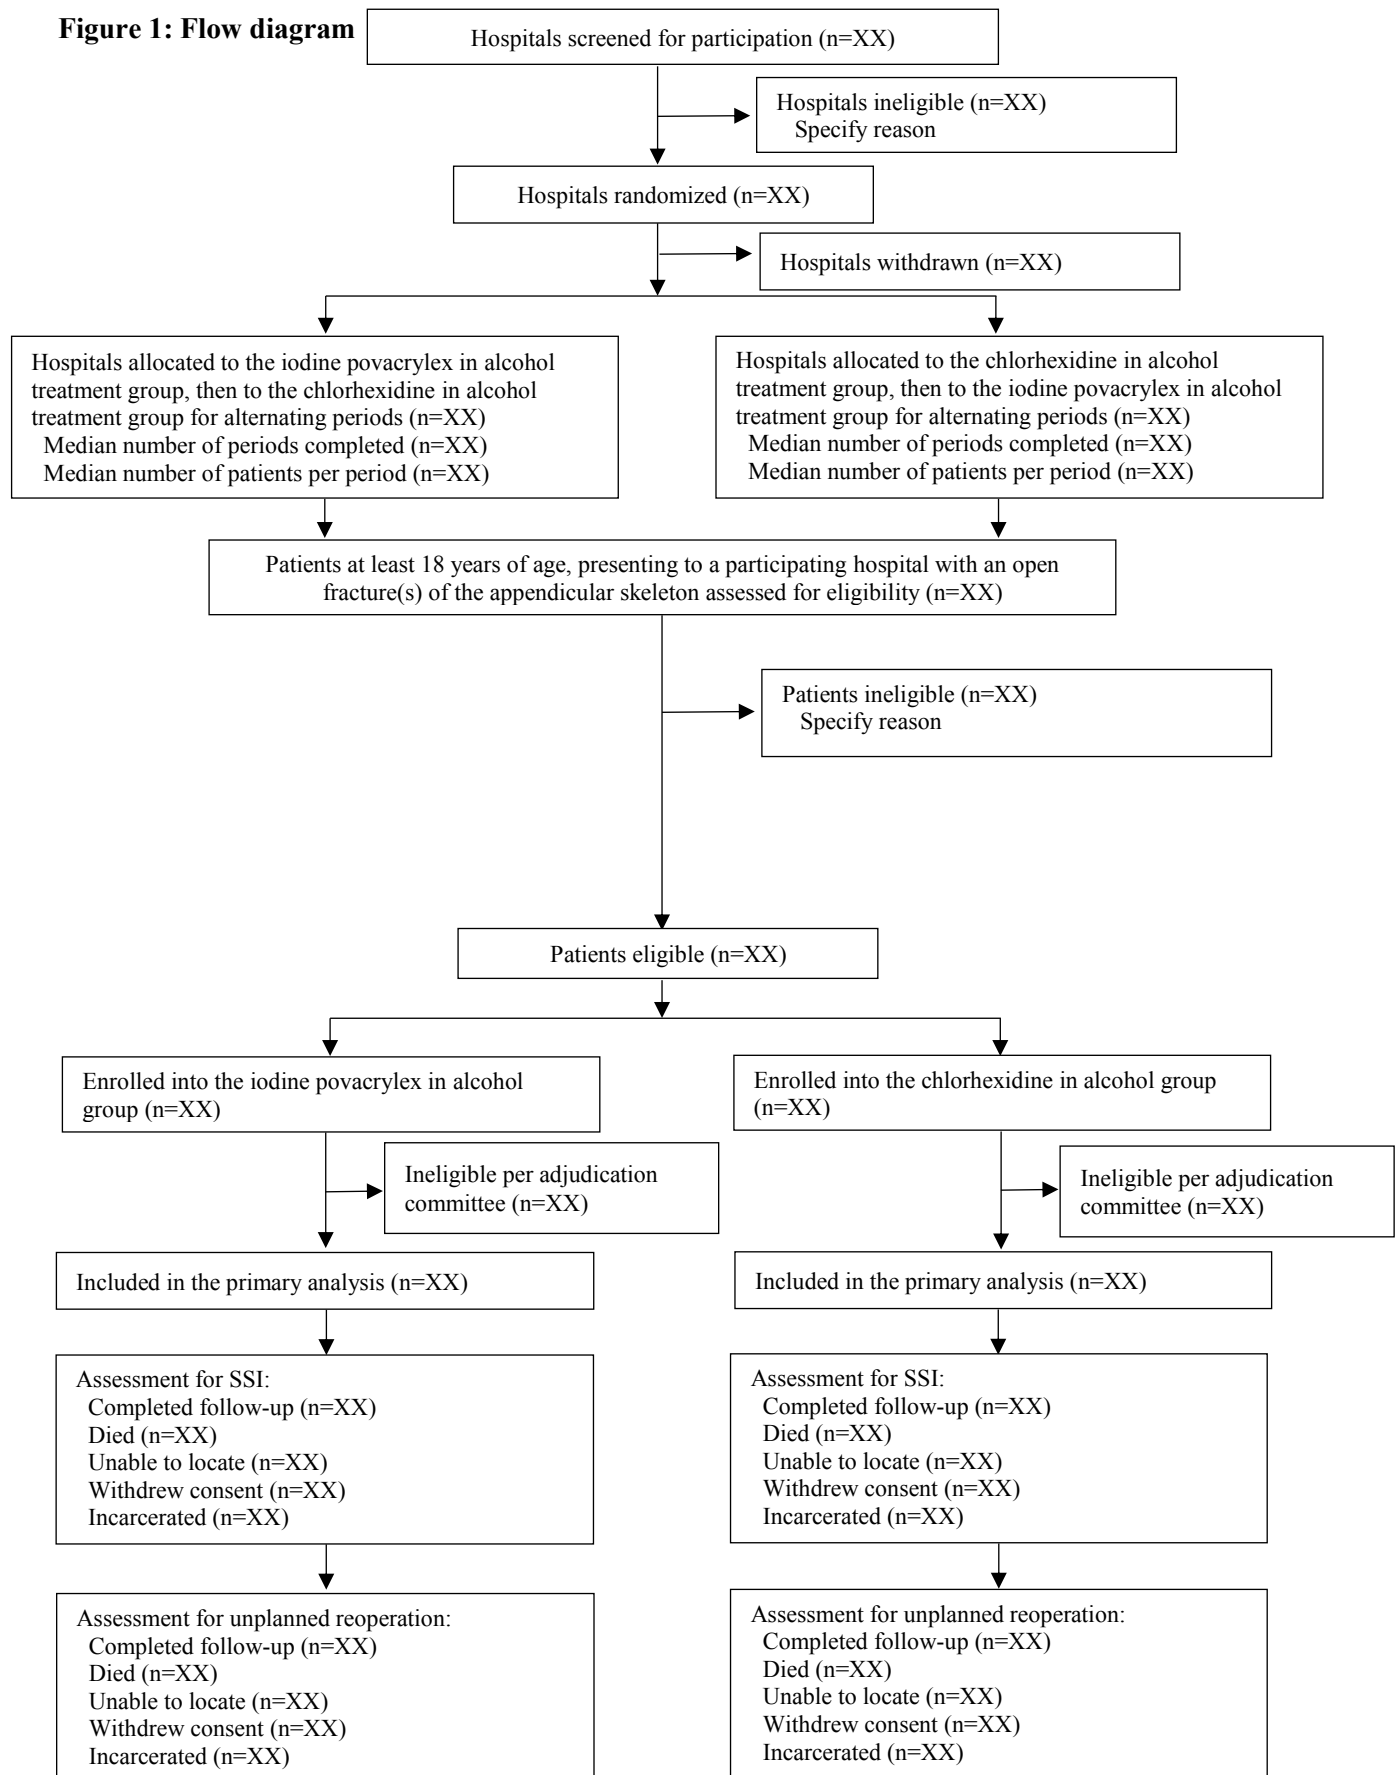 Figure 1: Flow diagram
Hospitals screened for participation (n=XX)
Hospitals ineligible (n=XX)
Specify reason
Hospitals randomized (n=XX)
Hospitals withdrawn (n=XX)
Hospitals allocated to the iodine povacrylex in alcohol
treatment group, then to the chlorhexidine in alcohol
treatment group for alternating periods (n=XX)
Median number of periods completed (n=XX)
Median number of patients per period (n=XX)
Hospitals allocated to the chlorhexidine in alcohol
treatment group, then to the iodine povacrylex in alcohol
treatment group for alternating periods (n=XX)
Median number of periods completed (n=XX)
Median number of patients per period (n=XX)
Patients at least 18 years of age, presenting to a participating hospital with an open
fracture(s) of the appendicular skeleton assessed for eligibility (n=XX)
Patients ineligible (n=XX)
Specify reason
Patients eligible (n=XX)
Enrolled into the iodine povacrylex in alcohol
group (n=XX)
Enrolled into the chlorhexidine in alcohol group
(n=XX)
Ineligible per adjudication
committee (n=XX)
Ineligible per adjudication
committee (n=XX)
Included in the primary analysis (n=XX)
Included in the primary analysis (n=XX)
Assessment for SSI:
Completed follow-up (n=XX)
Died (n=XX)
Unable to locate (n=XX)
Withdrew consent (n=XX)
Incarcerated (n=XX)
Assessment for SSI:
Completed follow-up (n=XX)
Died (n=XX)
Unable to locate (n=XX)
Withdrew consent (n=XX)
Incarcerated (n=XX)
Assessment for unplanned reoperation:
Completed follow-up (n=XX)
Died (n=XX)
Unable to locate (n=XX)
Withdrew consent (n=XX)
Incarcerated (n=XX)
Assessment for unplanned reoperation:
Completed follow-up (n=XX)
Died (n=XX)
Unable to locate (n=XX)
Withdrew consent (n=XX)
Incarcerated (n=XX)